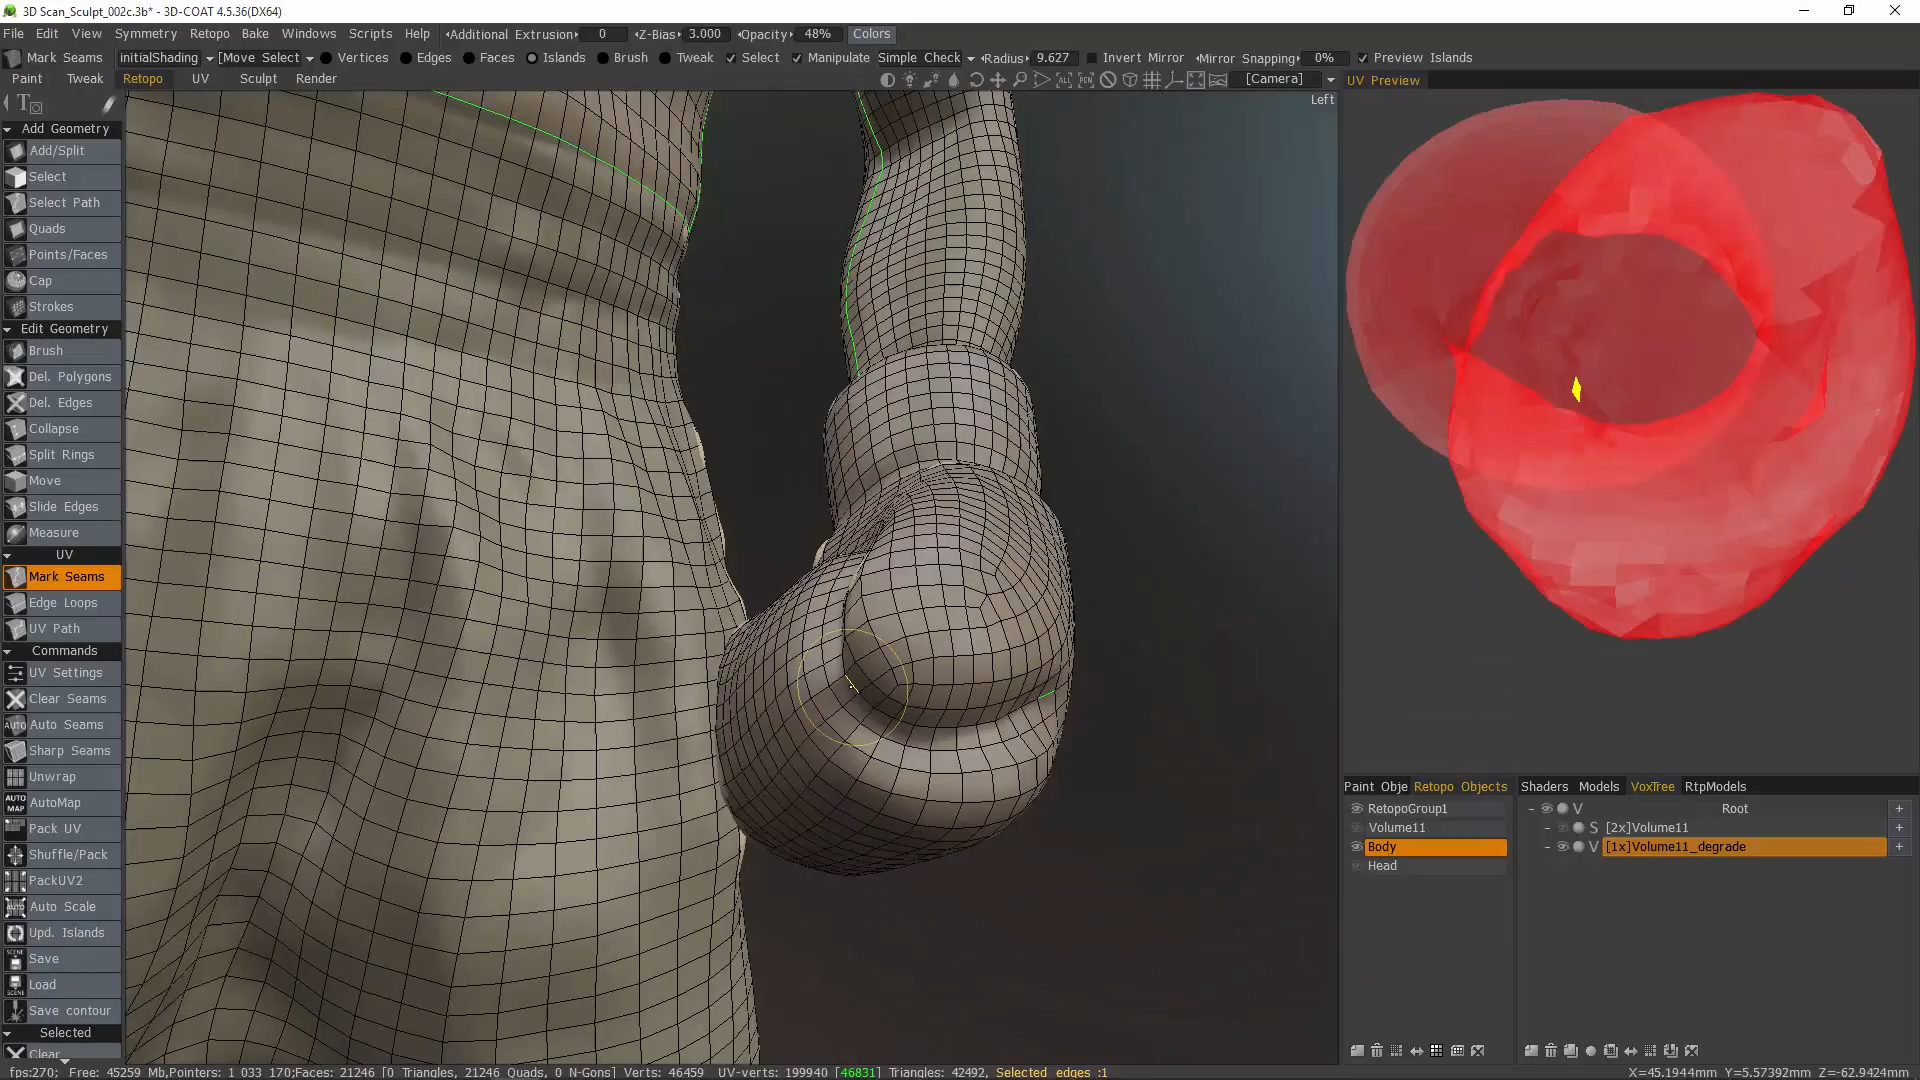 3D Scan_Sculpt_002c.3b* - 3D-COAT 4.5.36(DX64)
File Edit View Symmetry Retopo Bake Windows Scripts Help Additional Extrusion 0 Z-Bias 3.000 Opacity 48% Colors
Mark Seams initialShading [Move Select Vertices Edges Faces Islands Brush Tweak Select Manipulate Simple Check Radius 9.627 Invert Mirror Mirror Snapping 0% Preview Islands
Paint Tweak Retopo UV Sculpt Render [Camera] UV Preview
Left
Add Geometry
Add/Split
Select
Select Path
Quads
Points/Faces
Cap
Strokes
Edit Geometry
Brush
Del. Polygons
Del. Edges
Collapse
Split Rings
Move
Slide Edges
Measure
UV
Mark Seams
Edge Loops
UV Path
Commands
UV Settings
Clear Seams
AUTO Auto Seams
Sharp Seams
Unwrap
AUTO MAP AutoMap
Pack UV
Shuffle/Pack
PackUV2
Auto Scale
Upd. Islands
Save
Load
Save contour
Selected
Clear
Paint Obje Retopo Objects Shaders Models VoxTree RtpModels
RetopoGroup1 V Root +
Volume11 S [2x]Volume11 +
Body V [1x]Volume11_degrade +
Head
fps:270; Free: 45259 Mb,Pointers: 1 033 170;Faces: 21246 [0 Triangles, 21246 Quads, 0 N-Gons] Verts: 46459 UV-verts: 199940 [46831] Triangles: 42492, Selected edges :1 X=45.1944mm Y=5.57392mm Z=-62.9424mm